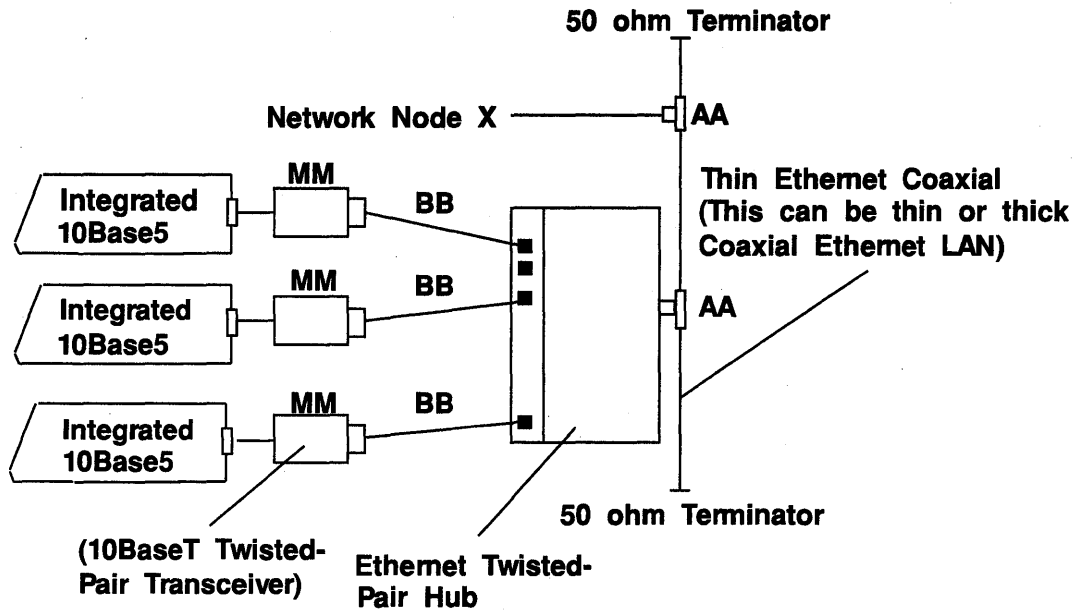 50 ohm Terminator
Network Node X
AA
MM
BB
Integrated
10Base5
Thin Ethernet Coaxial
(This can be thin or thick
Coaxial Ethernet LAN)
MM
BB
Integrated
10Base5
AA
MM
BB
Integrated
10Base5
50 ohm Terminator
(10BaseT Twisted-
Pair Transceiver)
Ethernet Twisted-
Pair Hub